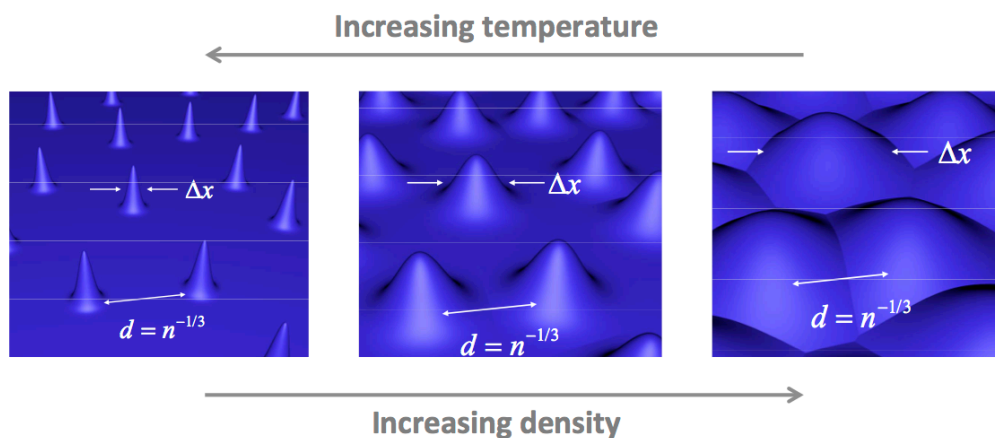 Increasing temperature
Δx
d = n^{-1/3}
Δx
d = n^{-1/3}
Δx
d = n^{-1/3}
Increasing density